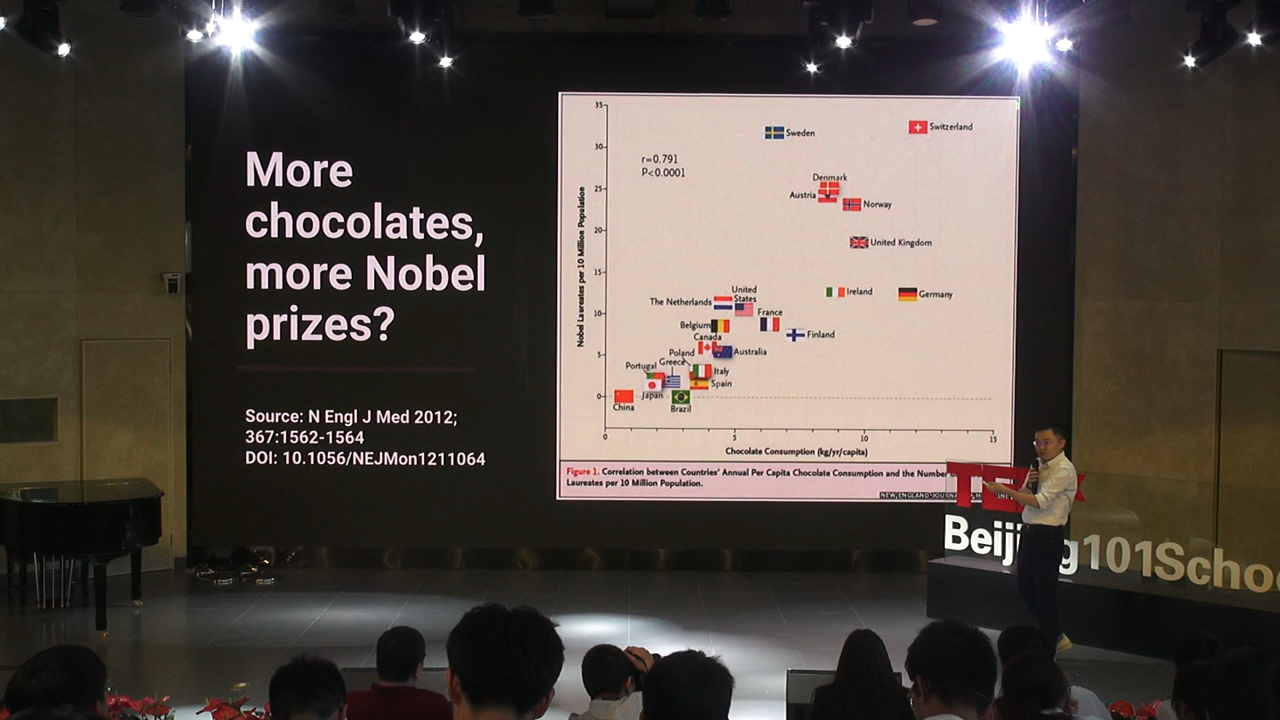 More
chocolates,
more Nobel
prizes?
Source: N Engl J Med 2012;
367:1562-1564
DOI: 10.1056/NEJMon1211064
35
30
25
20
15
10
5
0
Nobel Laureates per 10 Million Population
r=0.791
P<0.0001
Sweden
Switzerland
Denmark
Austria
Norway
United Kingdom
Ireland
Germany
United
States
The Netherlands
France
Belgium
Finland
Canada
Poland
Australia
Greece
Portugal
Italy
Spain
Japan
China
Brazil
0
5
10
15
Chocolate Consumption (kg/yr/capita)
Figure 1. Correlation between Countries' Annual Per Capita Chocolate Consumption and the Number
Laureates per 10 Million Population.
Beijing101Schoo